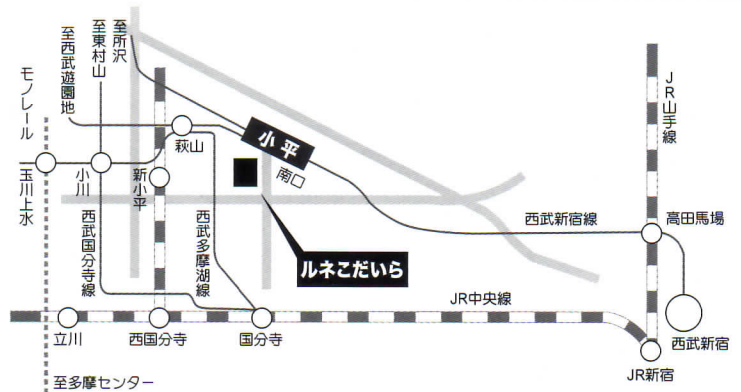 至所沢
至東村山
至西武遊園地
モノレール
玉川上水
小川
萩山
新小平
小平
南口
西武国分寺線
西武多摩湖線
ルネこだいら
西武新宿線
高田馬場
JR山手線
西武新宿
JR新宿
JR中央線
立川
西国分寺
国分寺
至多摩センター